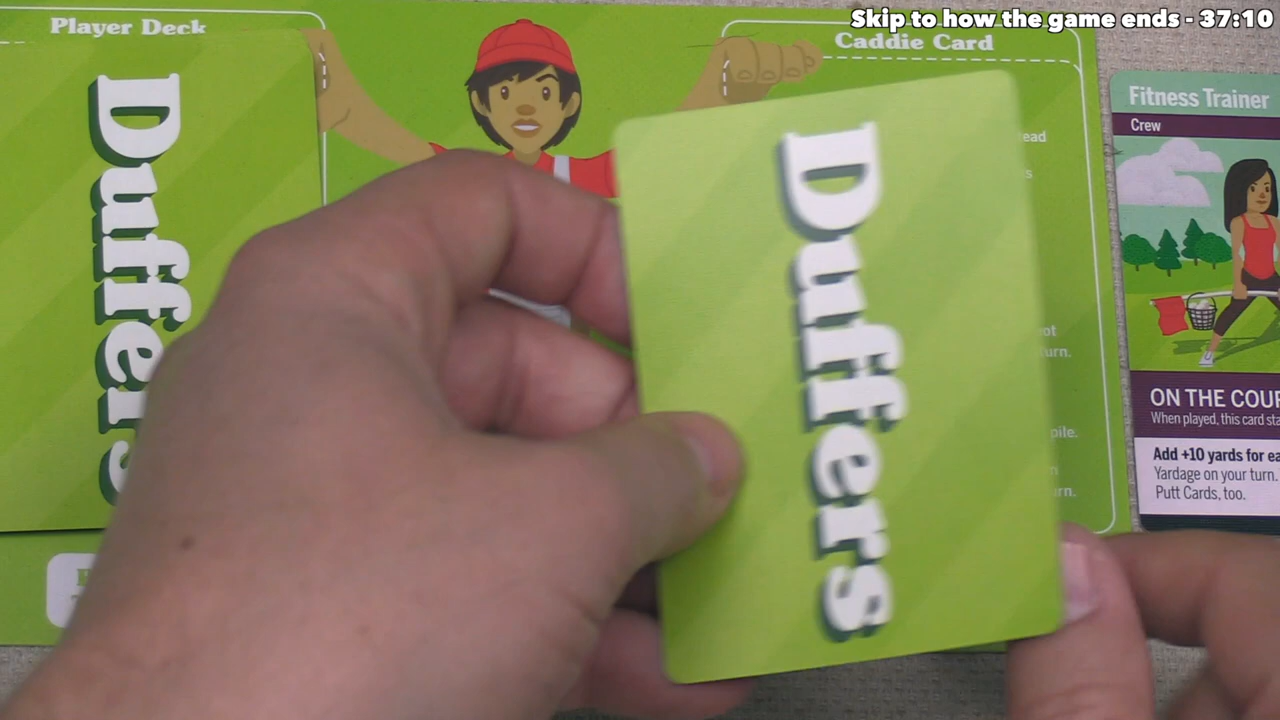 Skip to how the game ends - 37:10
Player Deck
Caddie Card
Duffers
Duffers
Fitness Trainer
Crew
ON THE COU
When played, this card sta
Add +10 yards for ea
Yardage on your turn.
Putt Cards, too.
ead
s
ot
urn.
pile.
urn.